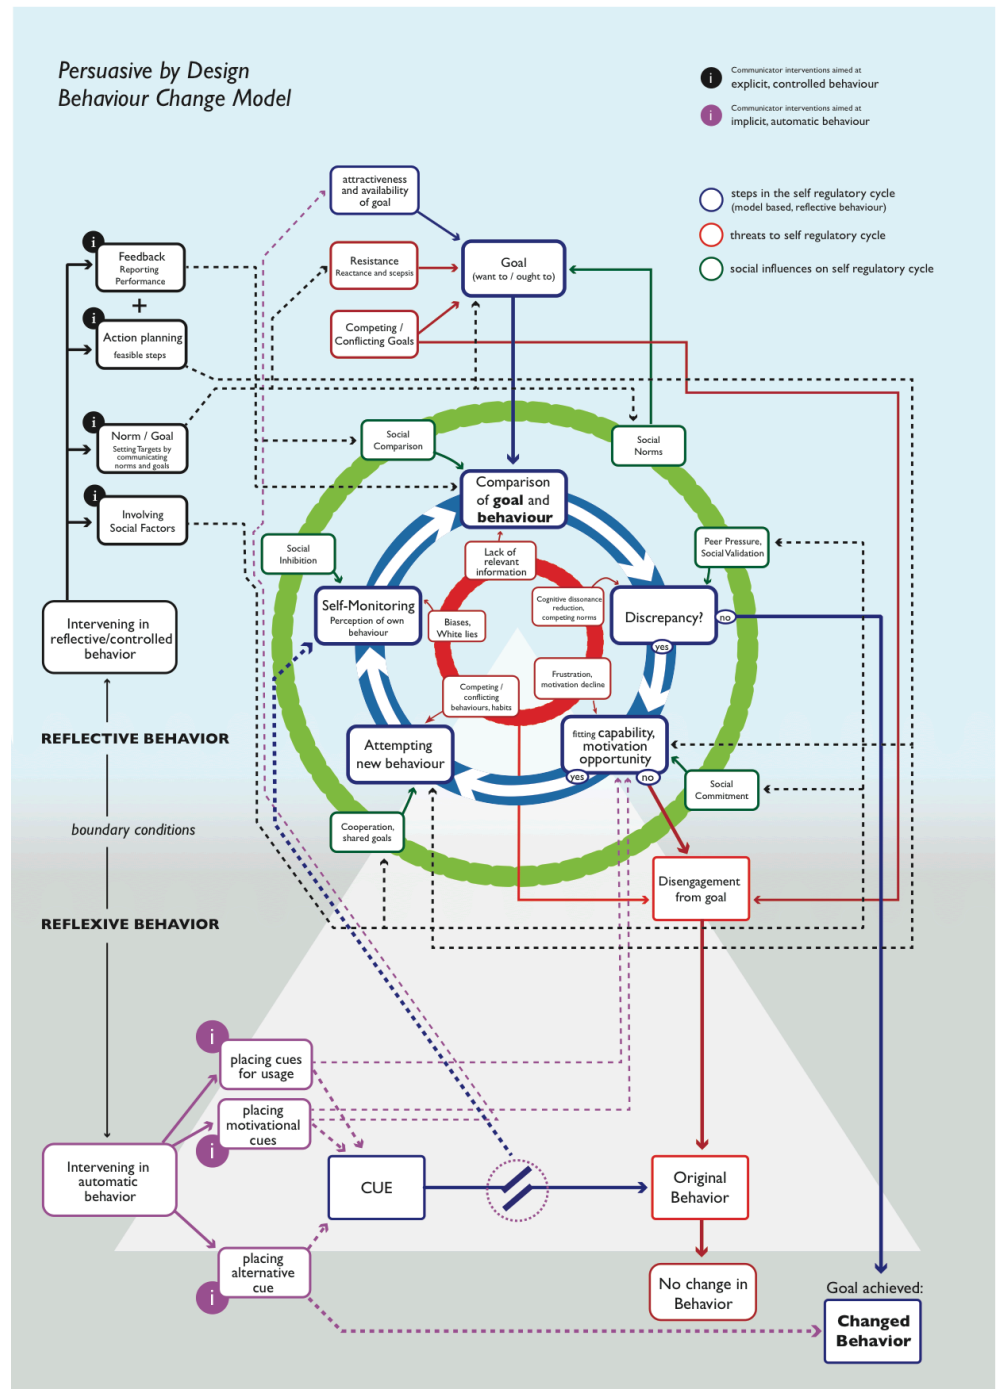 Persuasive by Design
Behaviour Change Model
i
Communicator interventions aimed at
explicit, controlled behaviour
i
Communicator interventions aimed at
implicit, automatic behaviour
steps in the self regulatory cycle
(model based, reflective behaviour)
threats to self regulatory cycle
social influences on self regulatory cycle
attractiveness
and availability
of goal
Resistance
Reactance and scepsis
Competing /
Conflicting Goals
Goal
(want to / ought to)
i
Feedback
Reporting
Performance
+
i
Action planning
feasible steps
i
Norm / Goal
Setting Targets by
communicating
norms and goals
i
Involving
Social Factors
Intervening in
reflective/controlled
behavior
Social
Comparison
Social
Norms
Comparison
of goal and
behaviour
Lack of
relevant
information
Social
Inhibition
Peer Pressure,
Social Validation
Self-Monitoring
Perception of own
behaviour
Biases,
White lies
Cognitive dissonance
reduction,
competing norms
Discrepancy?
no
yes
Frustration,
motivation decline
Competing /
conflicting
behaviours, habits
Attempting
new behaviour
fitting capability,
motivation
opportunity
yes
no
Social
Commitment
Cooperation,
shared goals
Disengagement
from goal
REFLECTIVE BEHAVIOR
boundary conditions
REFLEXIVE BEHAVIOR
i
placing cues
for usage
placing
motivational
cues
i
Intervening in
automatic
behavior
placing
alternative
cue
i
CUE
Original
Behavior
No change in
Behavior
Goal achieved:
Changed
Behavior